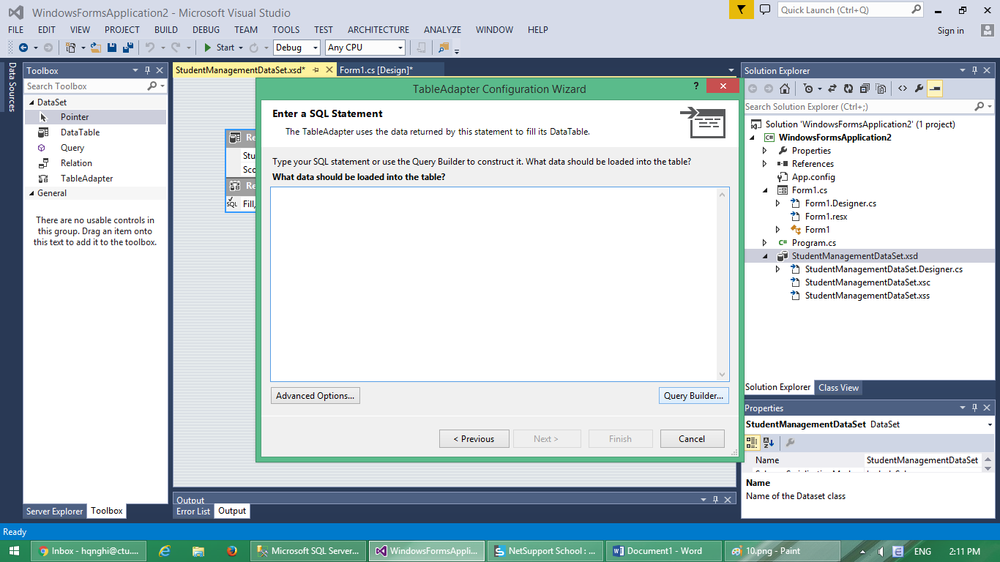 WindowsFormsApplication2 - Microsoft Visual Studio
Quick Launch (Ctrl+Q)
FILE EDIT VIEW PROJECT BUILD DEBUG TEAM TOOLS TEST ARCHITECTURE ANALYZE WINDOW HELP
Sign in
Start Debug Any CPU
Data Sources
Toolbox
Search Toolbox
DataSet
Pointer
DataTable
Query
Relation
TableAdapter
General
There are no usable controls in
this group. Drag an item onto
this text to add it to the toolbox.
Server Explorer Toolbox
StudentManagementDataSet.xsd* Form1.cs [Design]*
Re
Stu
Sco
Re
SQL Fill,
TableAdapter Configuration Wizard
?
Enter a SQL Statement
The TableAdapter uses the data returned by this statement to fill its DataTable.
Type your SQL statement or use the Query Builder to construct it. What data should be loaded into the table?
What data should be loaded into the table?
Advanced Options...
Query Builder...
< Previous Next > Finish Cancel
Output
Error List Output
Solution Explorer
Search Solution Explorer (Ctrl+;)
Solution 'WindowsFormsApplication2' (1 project)
C# WindowsFormsApplication2
Properties
References
App.config
Form1.cs
Form1.Designer.cs
Form1.resx
Form1
C# Program.cs
StudentManagementDataSet.xsd
StudentManagementDataSet.Designer.cs
StudentManagementDataSet.xsc
StudentManagementDataSet.xss
Solution Explorer Class View
Properties
StudentManagementDataSet DataSet
Name StudentManagementDataSet
Name
Name of the Dataset class
Ready
Inbox - hqnghi@ctu.... Microsoft SQL Server... WindowsFormsAppli... NetSupport School : ... Document1 - Word 10.png - Paint ENG 2:11 PM